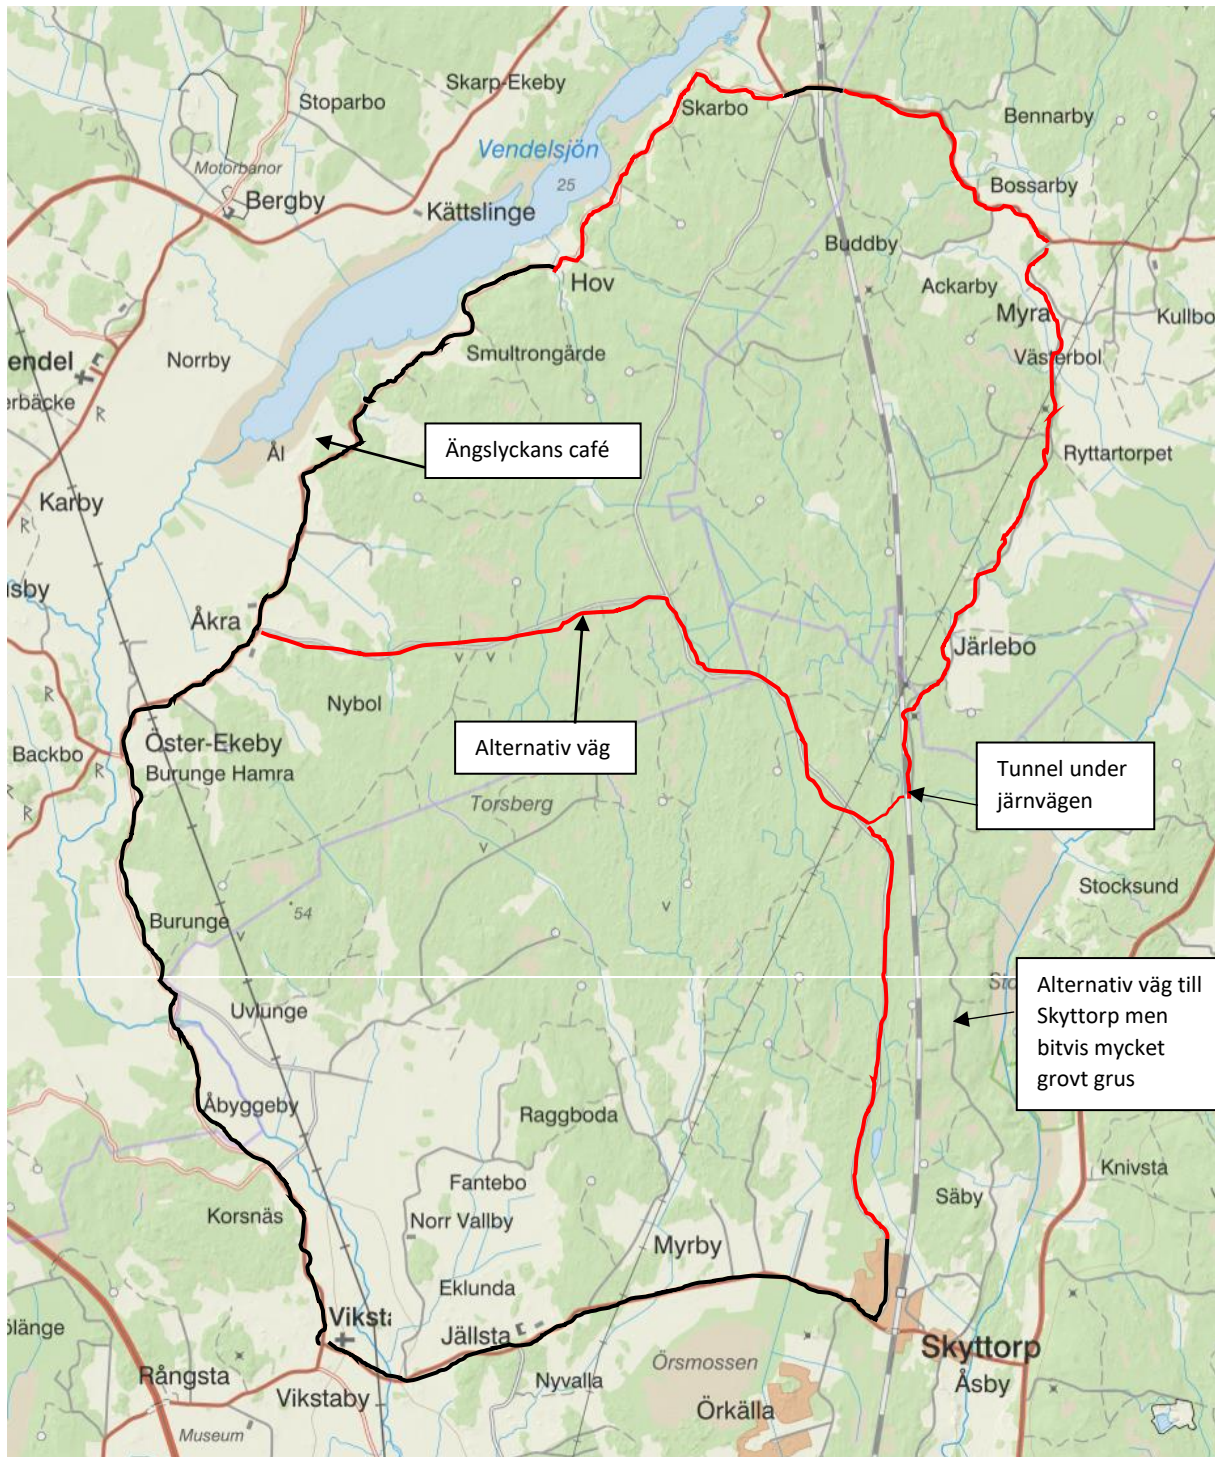 Skarp-Ekeby
Stoparbo
Skarbo
Bennarby
Vendelsjön
Motorbanor
25
Bossarby
Bergby
Kättslinge
Buddby
Hov
Ackarby
Myra
Kullbo
endel
Norrby
Smultrongärde
Västerbol
erbäcke
R
Ängslyckans café
Ål
Ryttartorpet
Karby
R
R
usby
Åkra
Järlebo
R
Nybol
Öster-Ekeby
Alternativ väg
Backbo
R
Burunge Hamra
Tunnel under
järnvägen
Torsberg
R
R
Stocksund
Burunge
54
Alternativ väg till
Skyttorp men
bitvis mycket
grovt grus
Uvlunge
Åbyggeby
Raggboda
Fantebo
Knivsta
Säby
Korsnäs
Norr Vallby
Myrby
Eklunda
Viksta
Jällsta
Skyttorp
ölänge
Rångsta
Örsmossen
Nyvalla
Åsby
Vikstaby
Örkälla
Museum